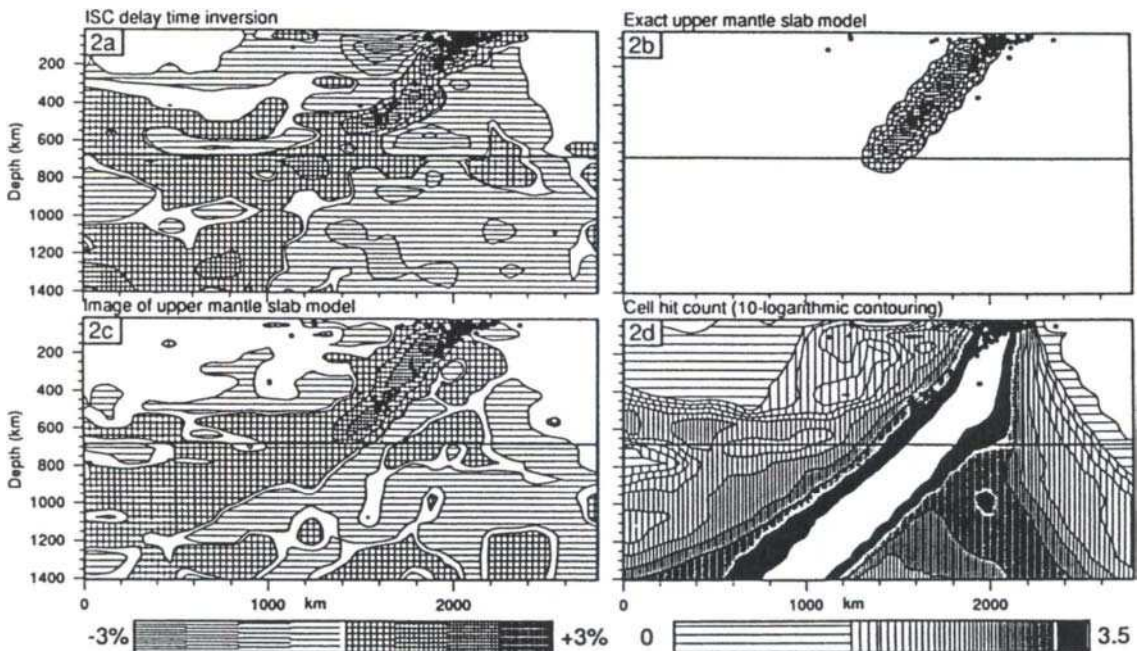 ISC delay time inversion
2a
200
400
600
800
1000
1200
1400
Depth (km)
Exact upper mantle slab model
2b
Image of upper mantle slab model
2c
200
400
600
800
1000
1200
1400
Depth (km)
0
1000
km
2000
Cell hit count (10-logarithmic contouring)
2d
0
1000
km
2000
-3%
+3%
0
3.5